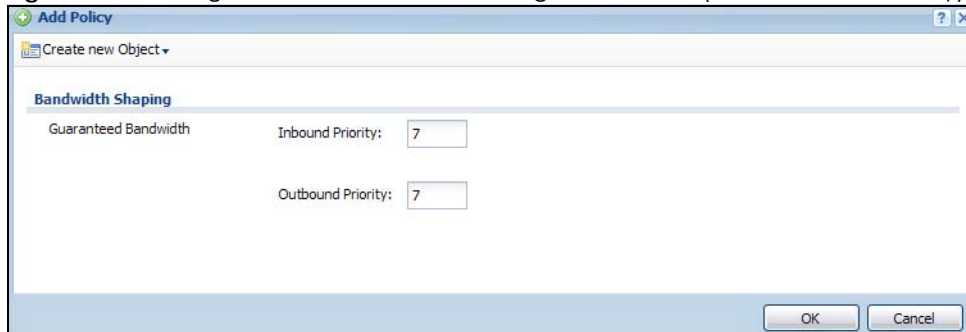 Add Policy
Create new Object
Bandwidth Shaping
Guaranteed Bandwidth Inbound Priority: 7
Outbound Priority: 7
OK Cancel